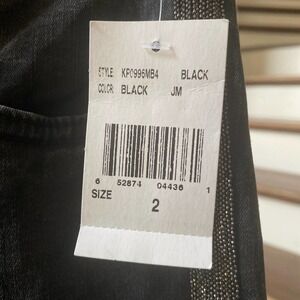 STYLE KP0996MB4 BLACK
COLOR BLACK JM
6 52874 04436 1
SIZE 2